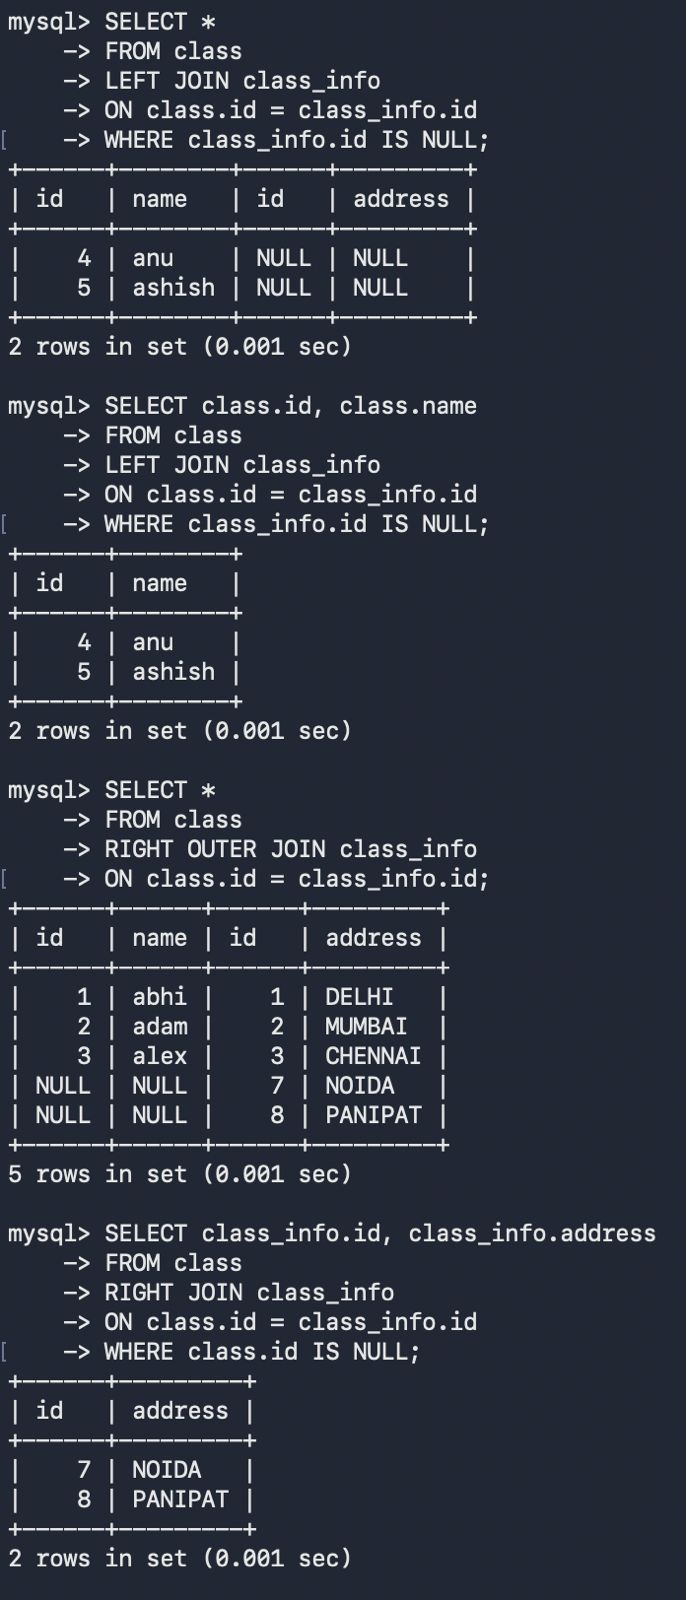 mysql> SELECT *
    -> FROM class
    -> LEFT JOIN class_info
    -> ON class.id = class_info.id
[    -> WHERE class_info.id IS NULL;
+------+--------+------+---------+
| id   | name   | id   | address |
+------+--------+------+---------+
|    4 | anu    | NULL | NULL    |
|    5 | ashish | NULL | NULL    |
+------+--------+------+---------+
2 rows in set (0.001 sec)

mysql> SELECT class.id, class.name
    -> FROM class
    -> LEFT JOIN class_info
    -> ON class.id = class_info.id
[    -> WHERE class_info.id IS NULL;
+------+--------+
| id   | name   |
+------+--------+
|    4 | anu    |
|    5 | ashish |
+------+--------+
2 rows in set (0.001 sec)

mysql> SELECT *
    -> FROM class
    -> RIGHT OUTER JOIN class_info
[    -> ON class.id = class_info.id;
+------+------+------+---------+
| id   | name | id   | address |
+------+------+------+---------+
|    1 | abhi |    1 | DELHI   |
|    2 | adam |    2 | MUMBAI  |
|    3 | alex |    3 | CHENNAI |
| NULL | NULL |    7 | NOIDA   |
| NULL | NULL |    8 | PANIPAT |
+------+------+------+---------+
5 rows in set (0.001 sec)

mysql> SELECT class_info.id, class_info.address
    -> FROM class
    -> RIGHT JOIN class_info
    -> ON class.id = class_info.id
[    -> WHERE class.id IS NULL;
+------+---------+
| id   | address |
+------+---------+
|    7 | NOIDA   |
|    8 | PANIPAT |
+------+---------+
2 rows in set (0.001 sec)